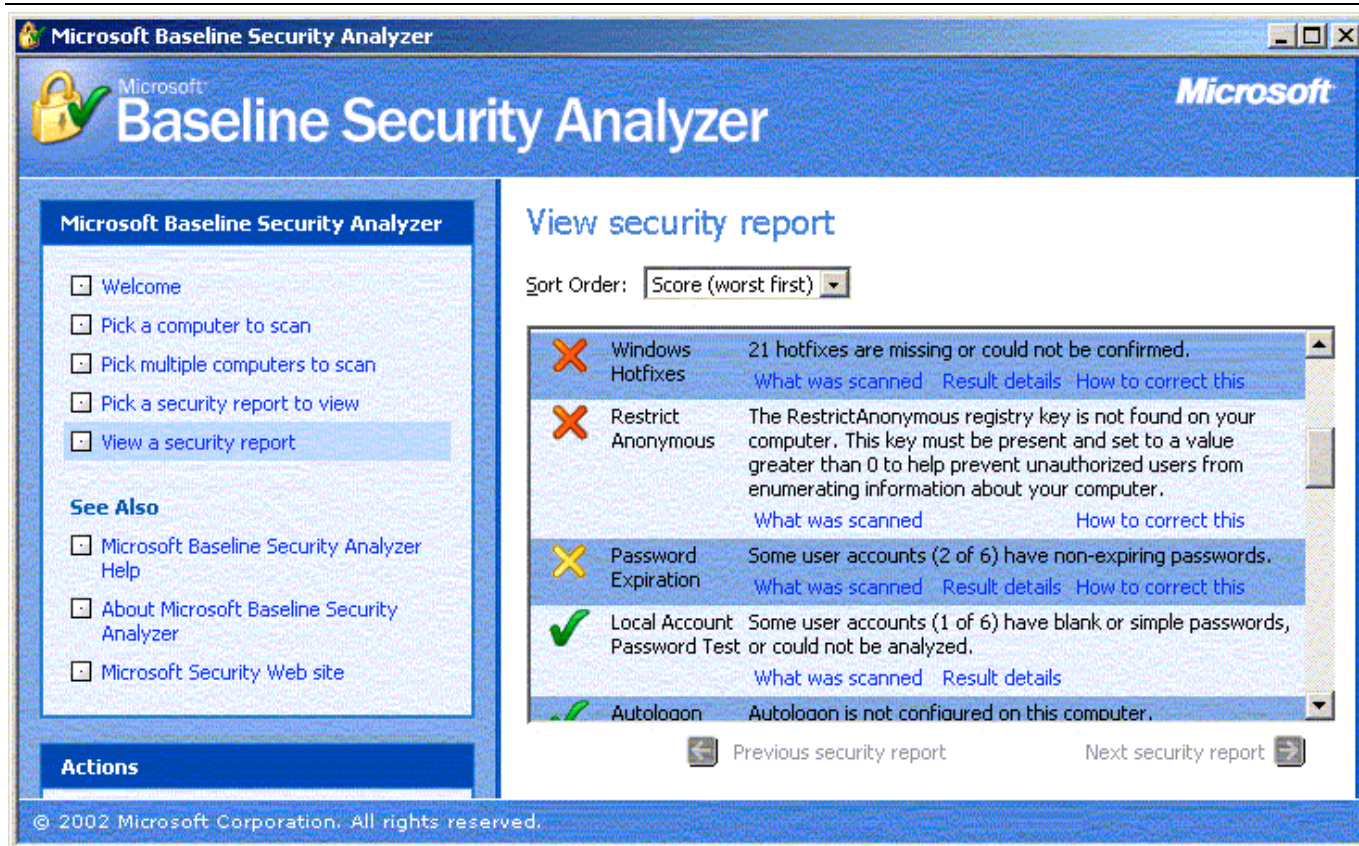 Microsoft Baseline Security Analyzer
Microsoft
Baseline Security Analyzer
Microsoft
Microsoft Baseline Security Analyzer
Welcome
Pick a computer to scan
Pick multiple computers to scan
Pick a security report to view
View a security report
See Also
Microsoft Baseline Security Analyzer
Help
About Microsoft Baseline Security
Analyzer
Microsoft Security Web site
Actions
View security report
Sort Order: Score (worst first)
Windows
Hotfixes
21 hotfixes are missing or could not be confirmed.
What was scanned Result details How to correct this
Restrict
Anonymous
The RestrictAnonymous registry key is not found on your
computer. This key must be present and set to a value
greater than 0 to help prevent unauthorized users from
enumerating information about your computer.
What was scanned How to correct this
Password
Expiration
Some user accounts (2 of 6) have non-expiring passwords.
What was scanned Result details How to correct this
Local Account
Password Test
Some user accounts (1 of 6) have blank or simple passwords,
or could not be analyzed.
What was scanned Result details
Autologon
Autologon is not configured on this computer.
Previous security report
Next security report
© 2002 Microsoft Corporation. All rights reserved.